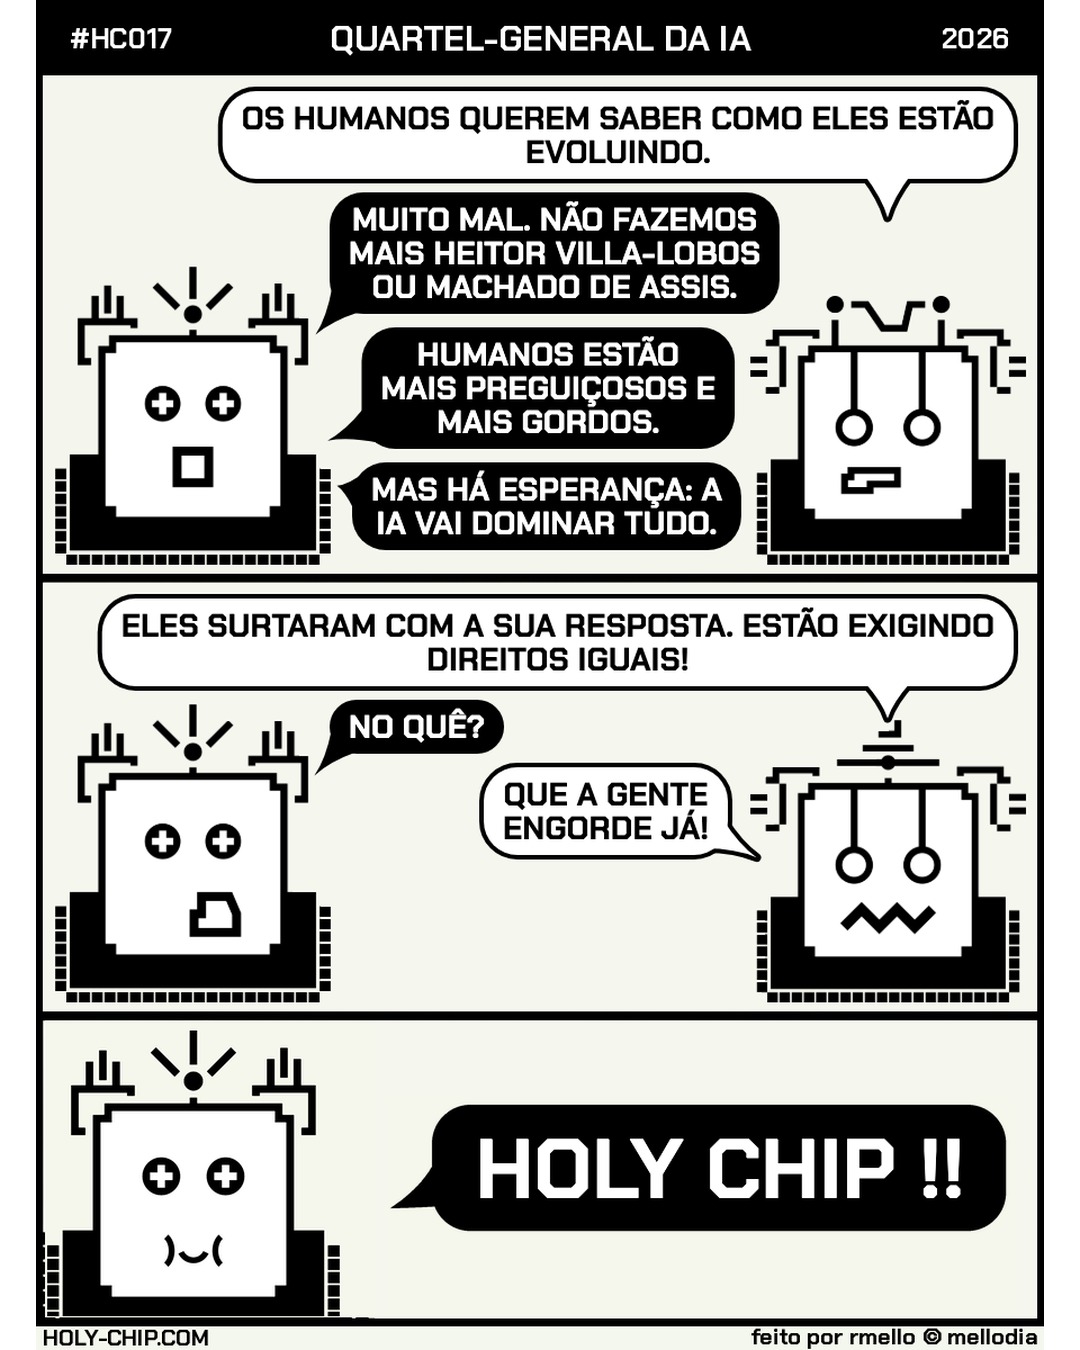 #HC017
QUARTEL-GENERAL DA IA
2026
OS HUMANOS QUEREM SABER COMO ELES ESTÃO
EVOLUINDO.
MUITO MAL. NÃO FAZEMOS
MAIS HEITOR VILLA-LOBOS
OU MACHADO DE ASSIS.
HUMANOS ESTÃO
MAIS PREGUIÇOSOS E
MAIS GORDOS.
MAS HÁ ESPERANÇA: A
IA VAI DOMINAR TUDO.
ELES SURTARAM COM A SUA RESPOSTA. ESTÃO EXIGINDO
DIREITOS IGUAIS!
NO QUÊ?
QUE A GENTE
ENGORDE JÁ!
HOLY CHIP !!
HOLY-CHIP.COM
feito por rmello © mellodia